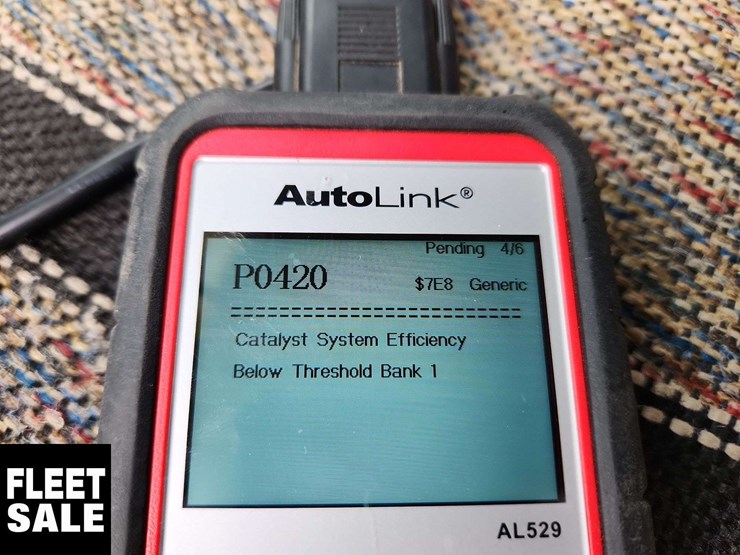 AutoLink®
Pending 4/6
P0420 $7E8 Generic
==============================
Catalyst System Efficiency
Below Threshold Bank 1
AL529
FLEET
SALE